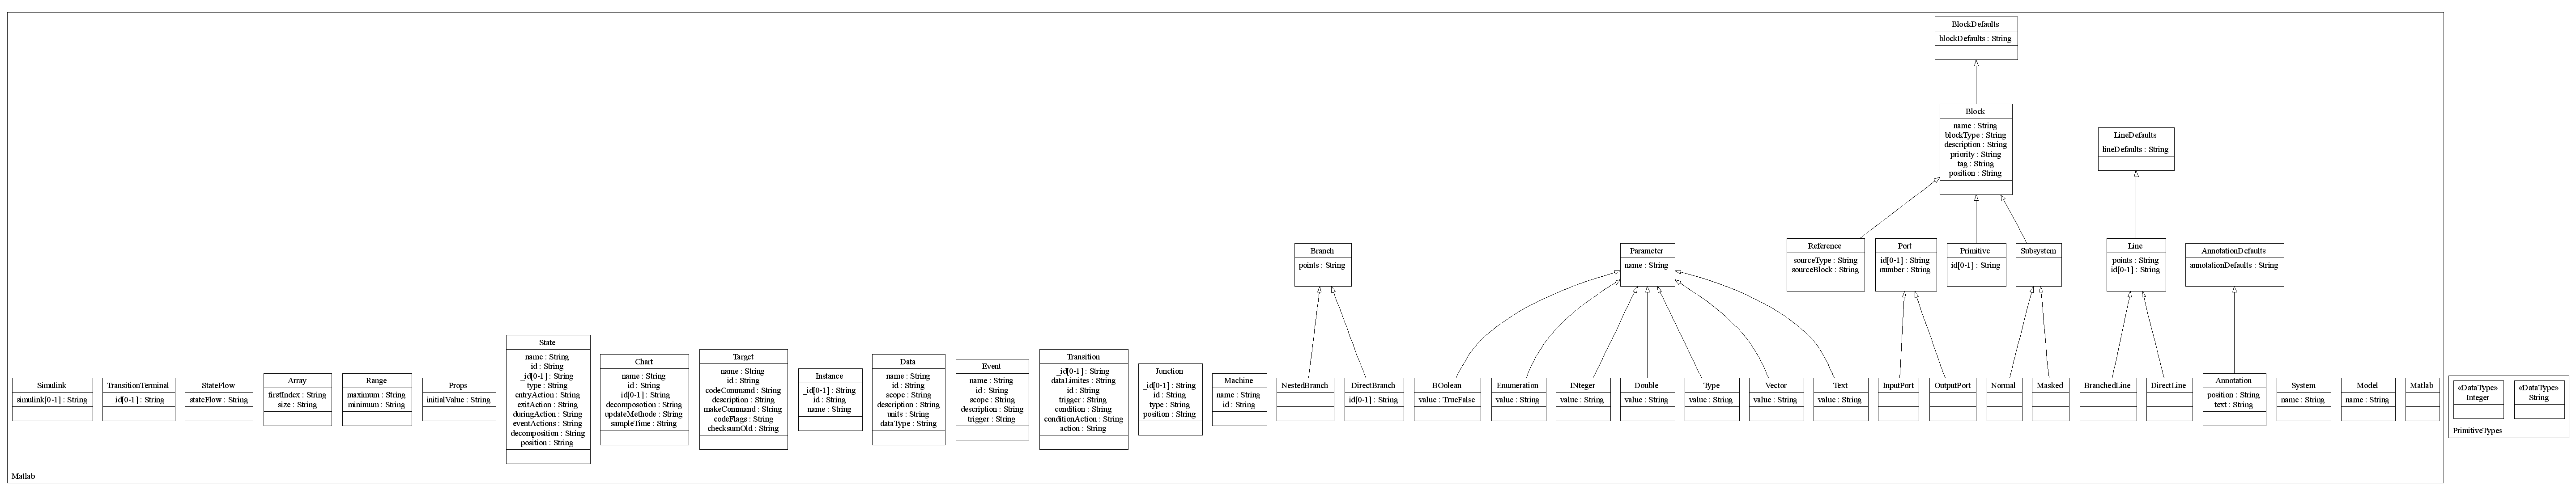 BlockDefaults
blockDefaults : String
Block
name : String
blockType : String
description : String
priority : String
tag : String
position : String
LineDefaults
lineDefaults : String
Branch
points : String
Parameter
name : String
Reference
sourceType : String
sourceBlock : String
Port
id[0-1] : String
number : String
Primitive
id[0-1] : String
Subsystem
Line
points : String
id[0-1] : String
AnnotationDefaults
annotationDefaults : String
Simulink
simulink[0-1] : String
TransitionTerminal
_id[0-1] : String
StateFlow
stateFlow : String
Array
firstIndex : String
size : String
Range
maximum : String
minimum : String
Props
initialValue : String
State
name : String
id : String
_id[0-1] : String
type : String
entryAction : String
exitAction : String
duringAction : String
eventActions : String
decomposition : String
position : String
Chart
name : String
id : String
_id[0-1] : String
decomposotion : String
updateMethode : String
sampleTime : String
Target
name : String
id : String
codeCommand : String
description : String
makeCommand : String
codeFlags : String
checksumOld : String
Instance
_id[0-1] : String
id : String
name : String
Data
name : String
id : String
scope : String
description : String
units : String
dataType : String
Event
name : String
id : String
scope : String
description : String
trigger : String
Transition
_id[0-1] : String
dataLimites : String
id : String
trigger : String
condition : String
conditionAction : String
action : String
Junction
_id[0-1] : String
id : String
type : String
position : String
Machine
name : String
id : String
NestedBranch
DirectBranch
id[0-1] : String
BOolean
value : TrueFalse
Enumeration
value : String
INteger
value : String
Double
value : String
Type
value : String
Vector
value : String
Text
value : String
InputPort
OutputPort
Normal
Masked
BranchedLine
DirectLine
Annotation
position : String
text : String
System
name : String
Model
name : String
Matlab
Matlab
«DataType»
Integer
«DataType»
String
PrimitiveTypes